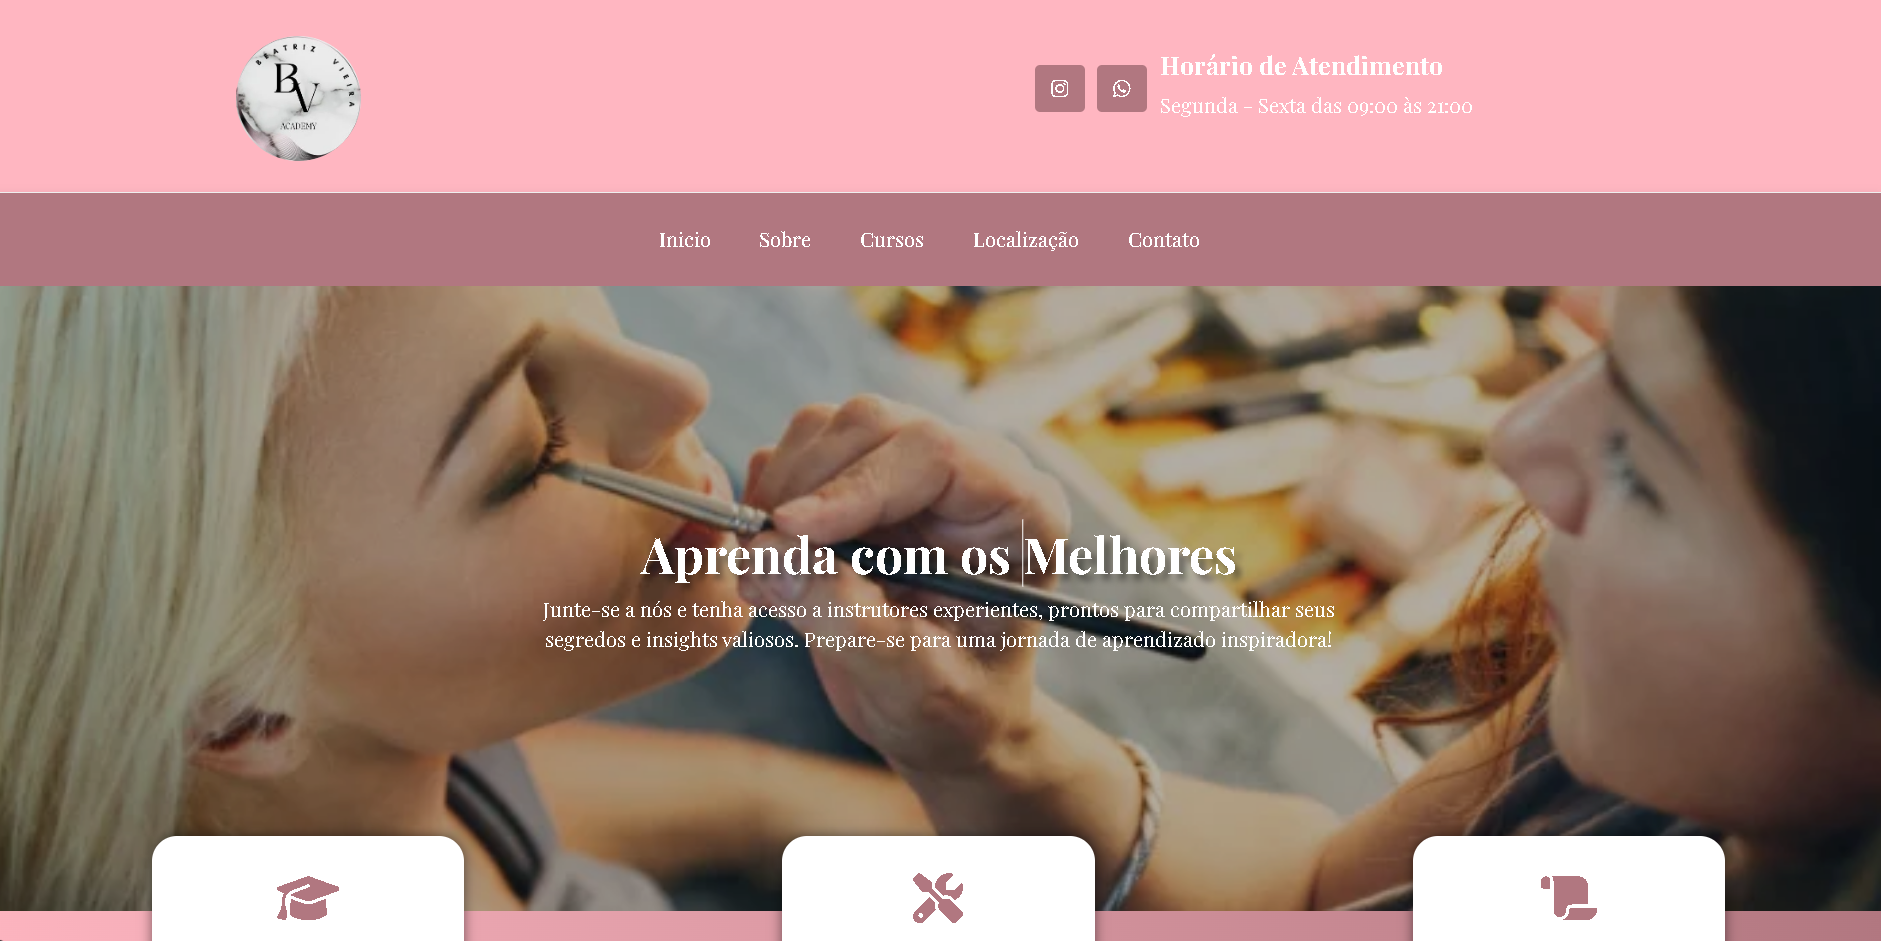 BEATRIZ VIEIRA
BV
ACADEMY
Horário de Atendimento
Segunda - Sexta das 09:00 às 21:00
Inicio Sobre Cursos Localização Contato
Aprenda com os Melhores
Junte-se a nós e tenha acesso a instrutores experientes, prontos para compartilhar seus
segredos e insights valiosos. Prepare-se para uma jornada de aprendizado inspiradora!